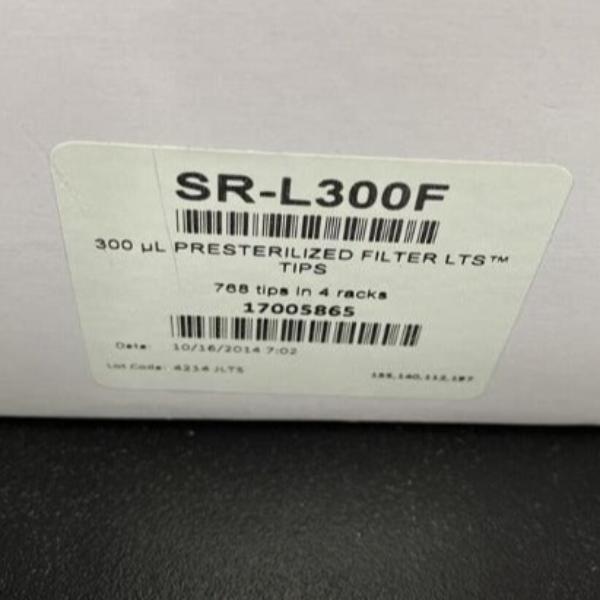 SR-L300F
300 µL PRESTERILIZED FILTER LTS™
TIPS
768 tips in 4 racks
17005865
Date: 10/16/2014 7:02
Lot Code: 4214 JLTS